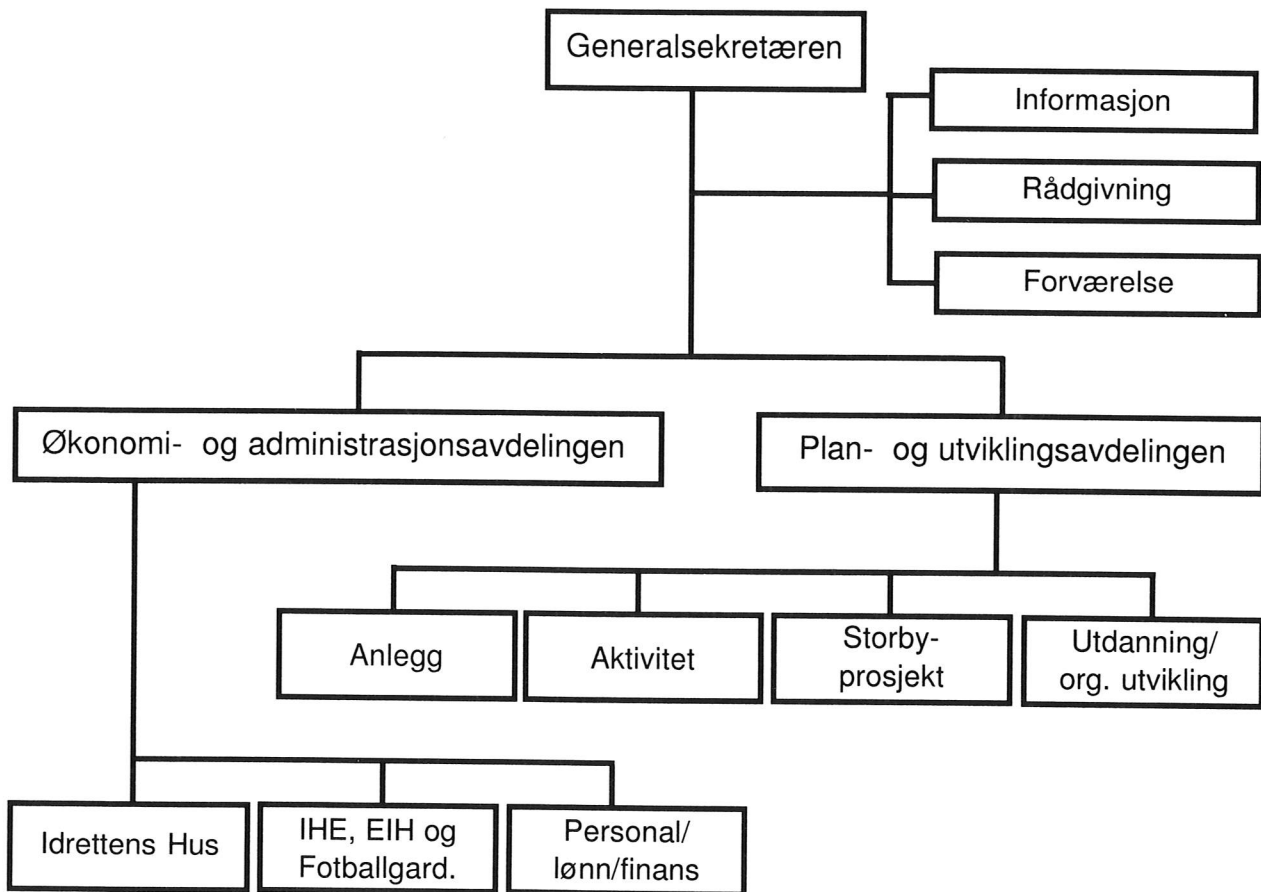 Generalsekretæren
Informasjon
Rådgivning
Forværelse
Økonomi- og administrasjonsavdelingen
Plan- og utviklingsavdelingen
Anlegg
Aktivitet
Storby-
prosjekt
Utdanning/
org. utvikling
Idrettens Hus
IHE, EIH og
Fotballgard.
Personal/
lønn/finans